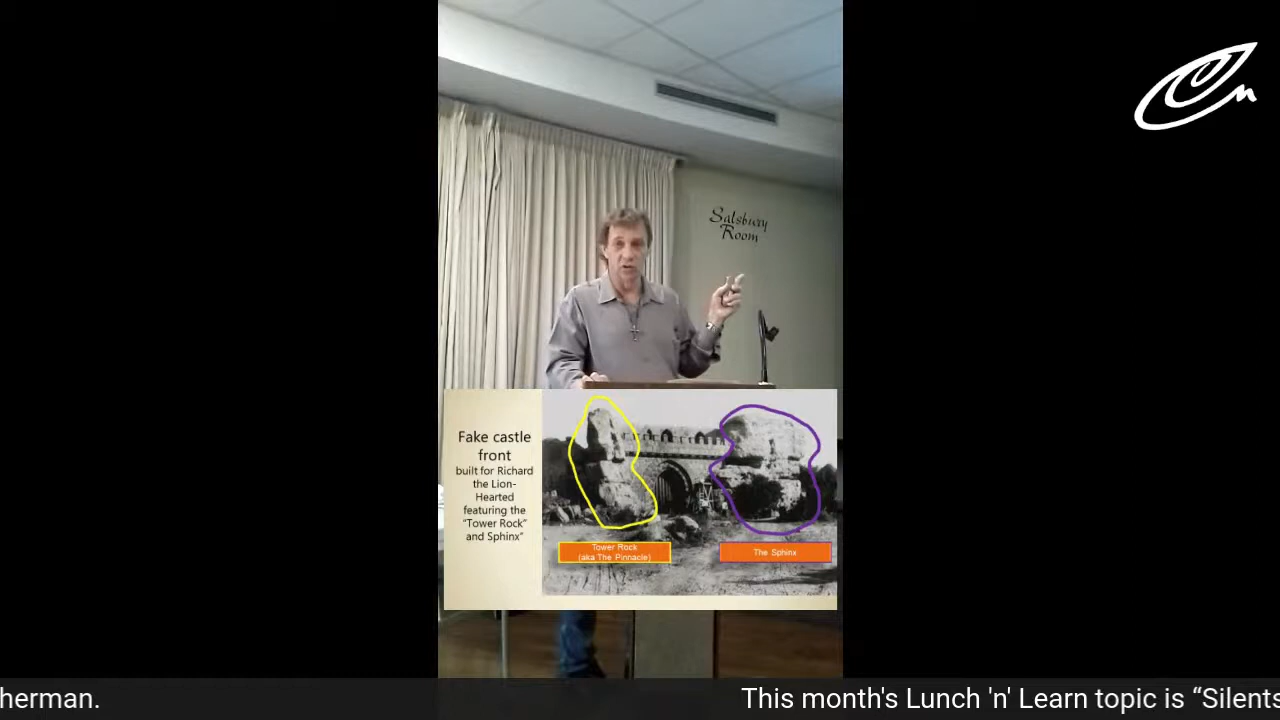 Salsbury
Room
Fake castle
front
built for Richard
the Lion-
Hearted
featuring the
“Tower Rock”
and Sphinx”
Tower Rock
(aka The Pinnacle)
The Sphinx
herman.
This month's Lunch 'n' Learn topic is “Silents